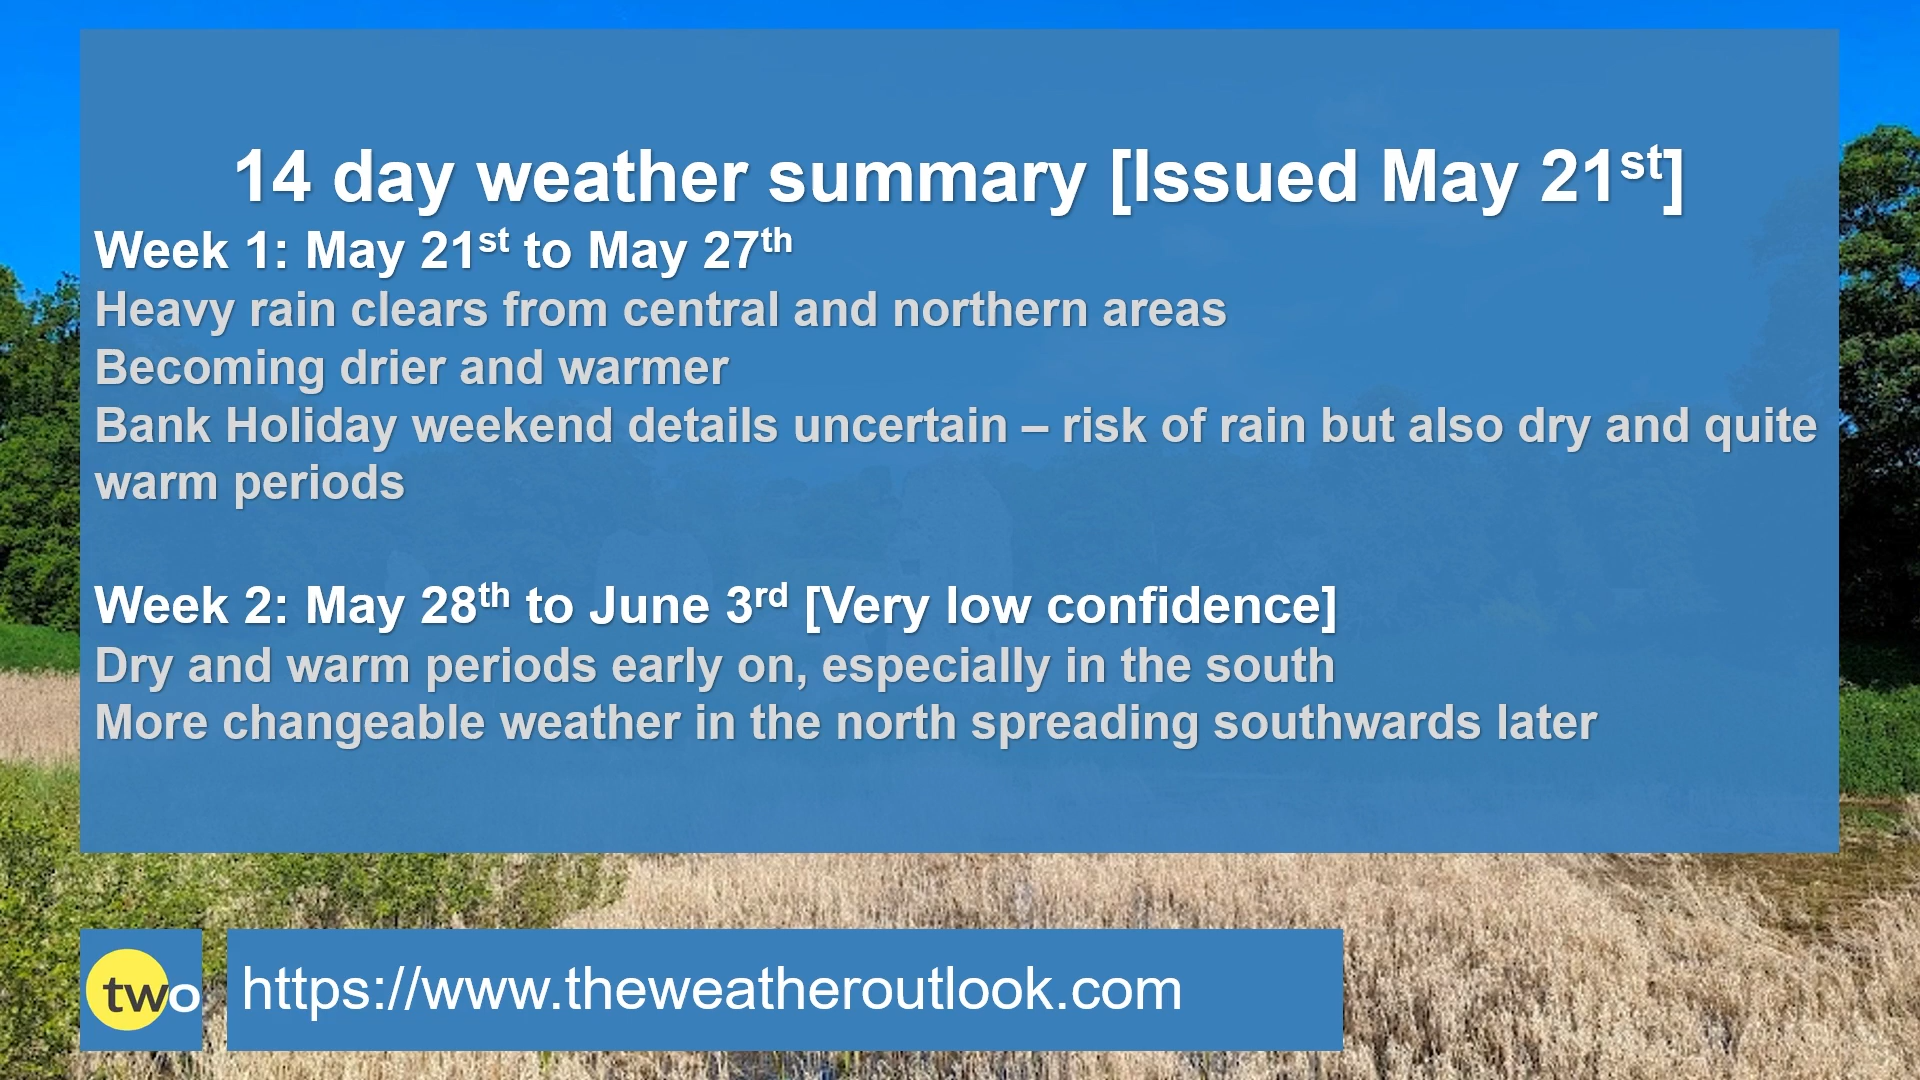 14 day weather summary [Issued May 21st]
Week 1: May 21st to May 27th
Heavy rain clears from central and northern areas
Becoming drier and warmer
Bank Holiday weekend details uncertain – risk of rain but also dry and quite
warm periods
Week 2: May 28th to June 3rd [Very low confidence]
Dry and warm periods early on, especially in the south
More changeable weather in the north spreading southwards later
two
https://www.theweatheroutlook.com